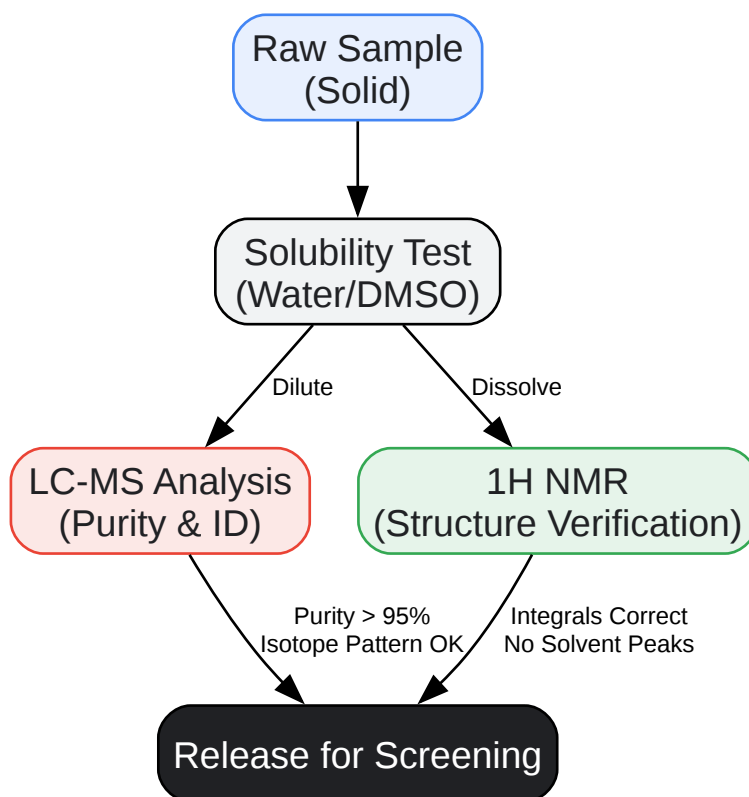 Raw Sample
(Solid)
Solubility Test
(Water/DMSO)
Dilute
Dissolve
LC-MS Analysis
(Purity & ID)
1H NMR
(Structure Verification)
Purity > 95%
Isotope Pattern OK
Integrals Correct
No Solvent Peaks
Release for Screening